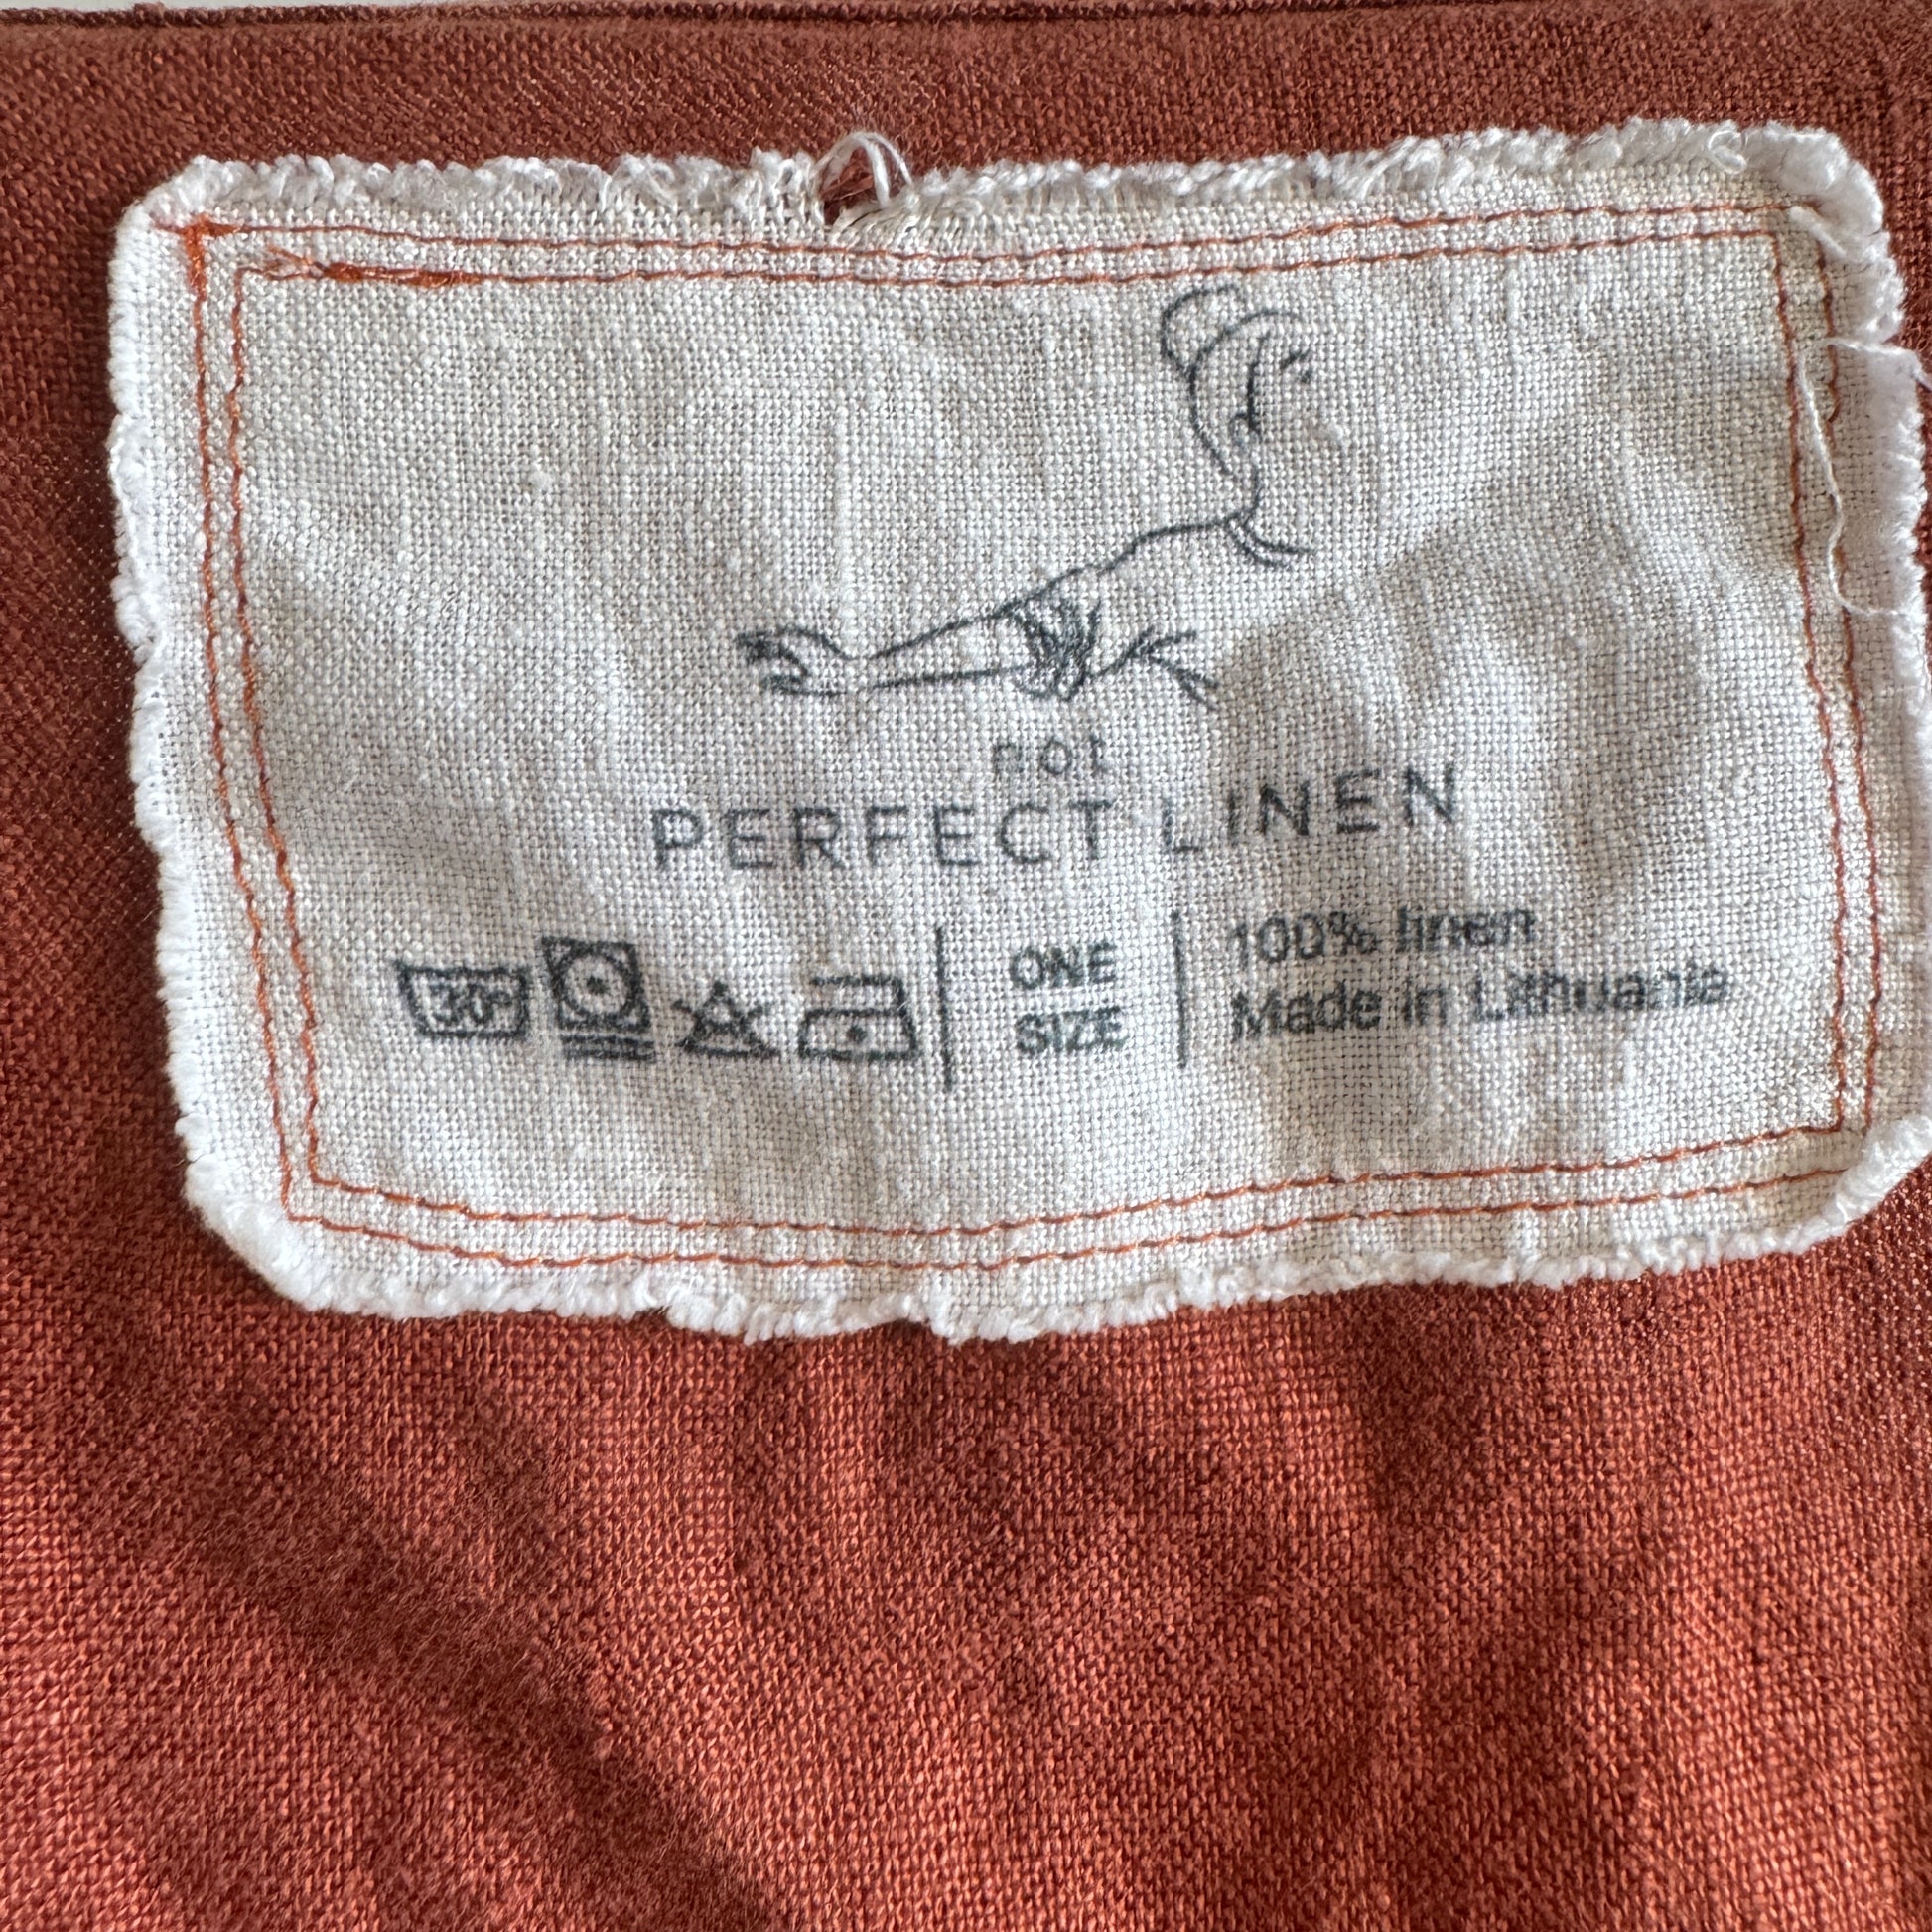 not
PERFECT LINEN
30°
ONE
SIZE
100% linen
Made in Lithuania